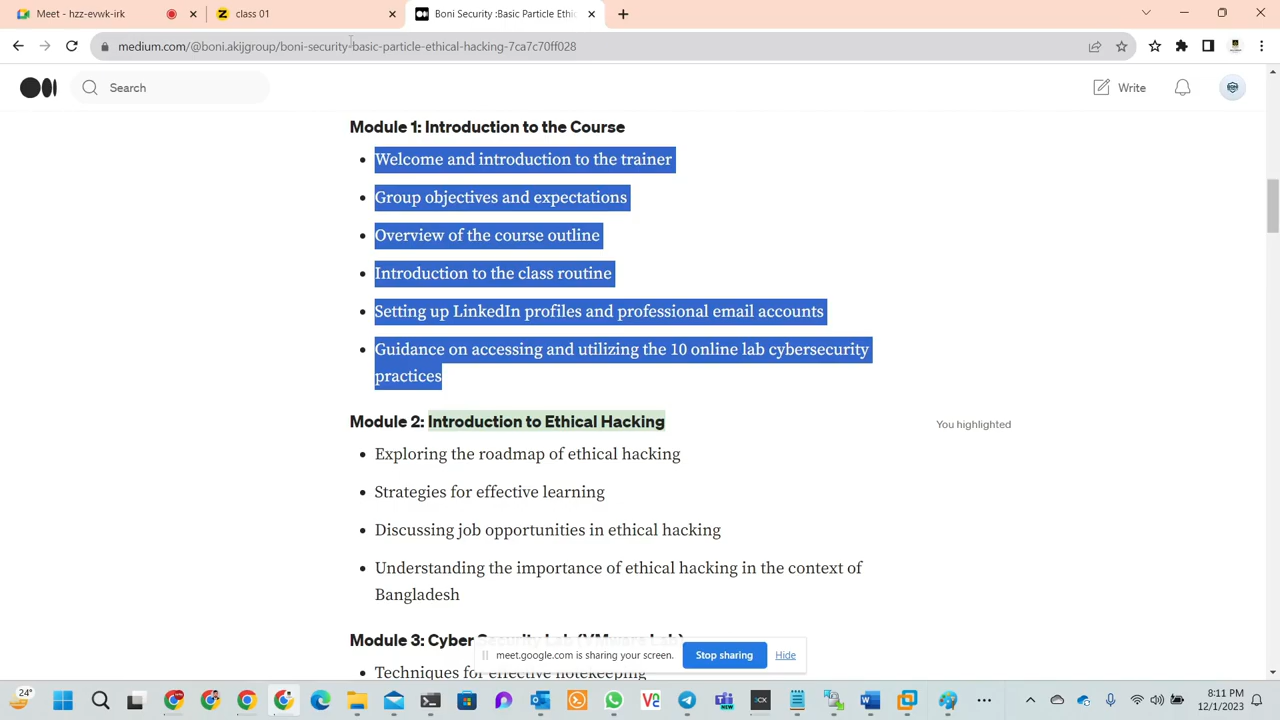 Meet - hzz-evwk-irk
class 01
Boni Security :Basic Particle Ethic
medium.com/@boni.akijgroup/boni-security-basic-particle-ethical-hacking-7ca7c70ff028
Search
Write
Module 1: Introduction to the Course
Welcome and introduction to the trainer
Group objectives and expectations
Overview of the course outline
Introduction to the class routine
Setting up LinkedIn profiles and professional email accounts
Guidance on accessing and utilizing the 10 online lab cybersecurity
practices
Module 2: Introduction to Ethical Hacking
You highlighted
Exploring the roadmap of ethical hacking
Strategies for effective learning
Discussing job opportunities in ethical hacking
Understanding the importance of ethical hacking in the context of
Bangladesh
Module 3: Cyber Security Lab (VMware Lab)
meet.google.com is sharing your screen.
Stop sharing
Hide
Techniques for effective notekeeping
24°
8:11 PM
12/1/2023